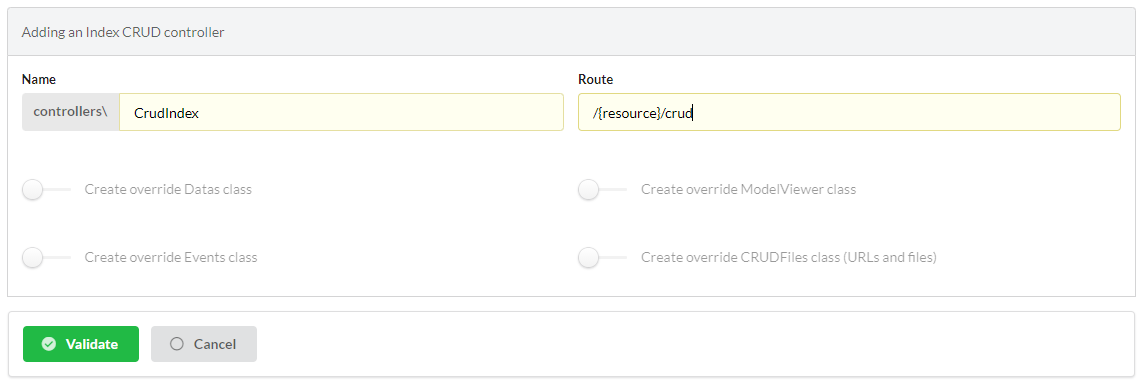 Adding an Index CRUD controller
Name
Route
controllers\
CrudIndex
/{resource}/crud
Create override Datas class
Create override ModelViewer class
Create override Events class
Create override CRUDFiles class (URLs and files)
Validate
Cancel